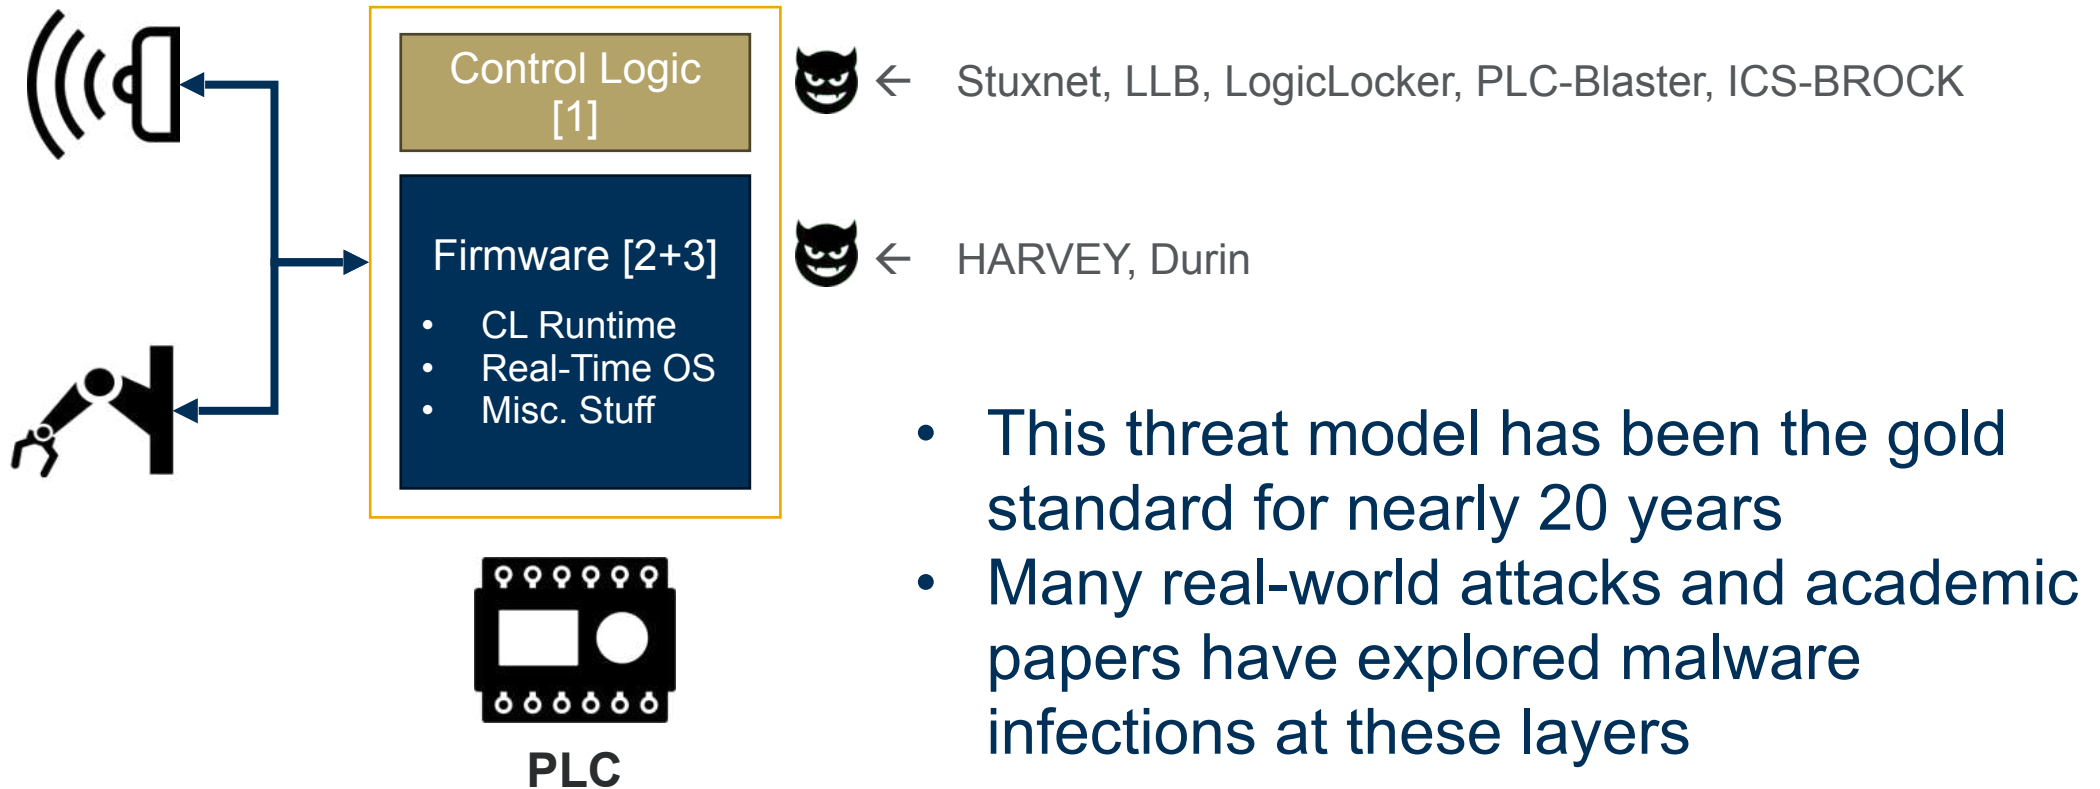 Control Logic
[1]
← Stuxnet, LLB, LogicLocker, PLC-Blaster, ICS-BROCK
Firmware [2+3]
• CL Runtime
• Real-Time OS
• Misc. Stuff
← HARVEY, Durin
PLC
• This threat model has been the gold
standard for nearly 20 years
• Many real-world attacks and academic
papers have explored malware
infections at these layers